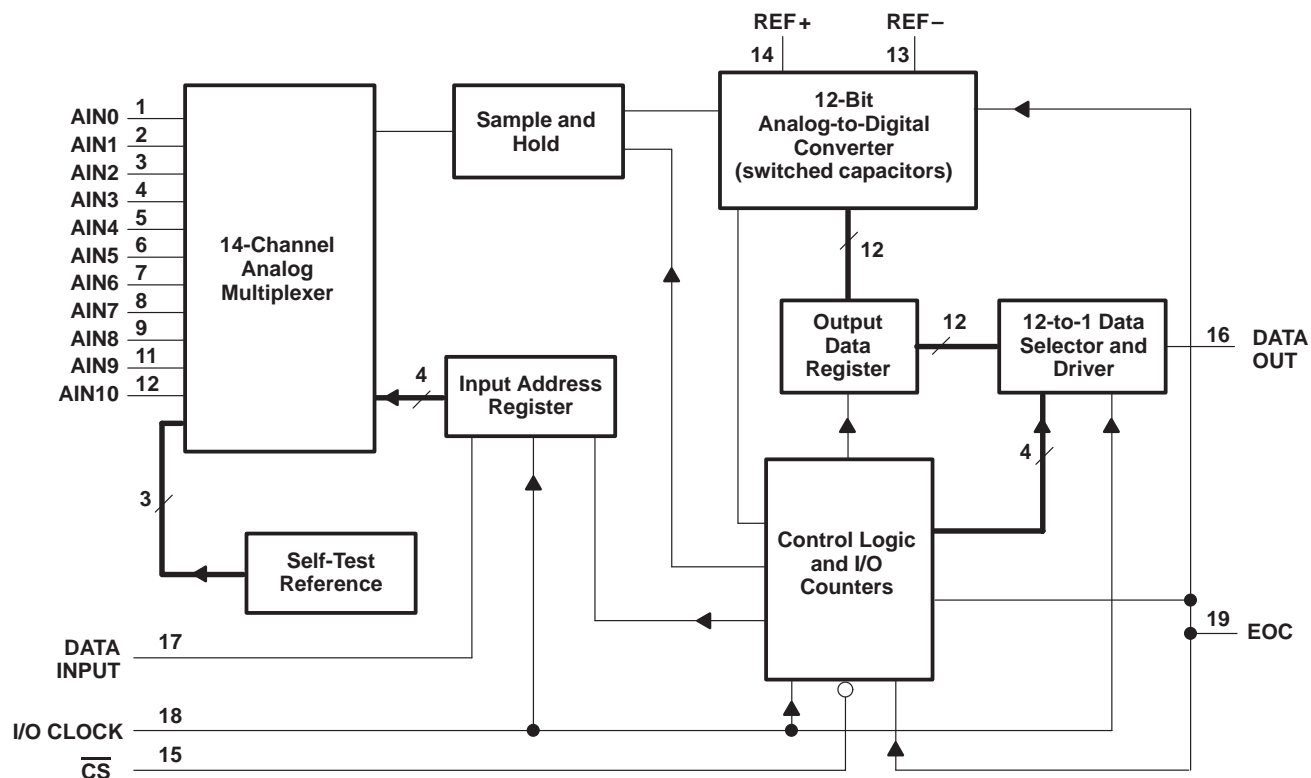 REF+
REF–
14
13
12-Bit
Analog-to-Digital
Converter
(switched capacitors)
Sample and
Hold
14-Channel
Analog
Multiplexer
AIN0
1
AIN1
2
AIN2
3
AIN3
4
AIN4
5
AIN5
6
AIN6
7
AIN7
8
AIN8
9
AIN9
11
AIN10
12
12
Output
Data
Register
12
12-to-1 Data
Selector and
Driver
16
DATA
OUT
4
Input Address
Register
4
3
Self-Test
Reference
Control Logic
and I/O
Counters
19
EOC
DATA
INPUT
17
I/O CLOCK
18
CS
15